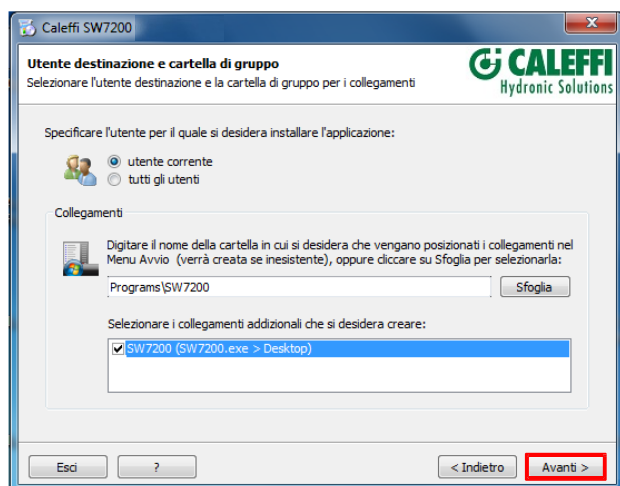 Caleffi SW7200
Utente destinazione e cartella di gruppo
Selezionare l'utente destinazione e la cartella di gruppo per i collegamenti
CALEFFI
Hydronic Solutions
Specificare l'utente per il quale si desidera installare l'applicazione:
utente corrente
tutti gli utenti
Collegamenti
Digitare il nome della cartella in cui si desidera che vengano posizionati i collegamenti nel
Menu Avvio (verrà creata se inesistente), oppure cliccare su Sfoglia per selezionarla:
Programs\SW7200
Sfoglia
Selezionare i collegamenti addizionali che si desidera creare:
SW7200 (SW7200.exe > Desktop)
Esci
?
< Indietro
Avanti >